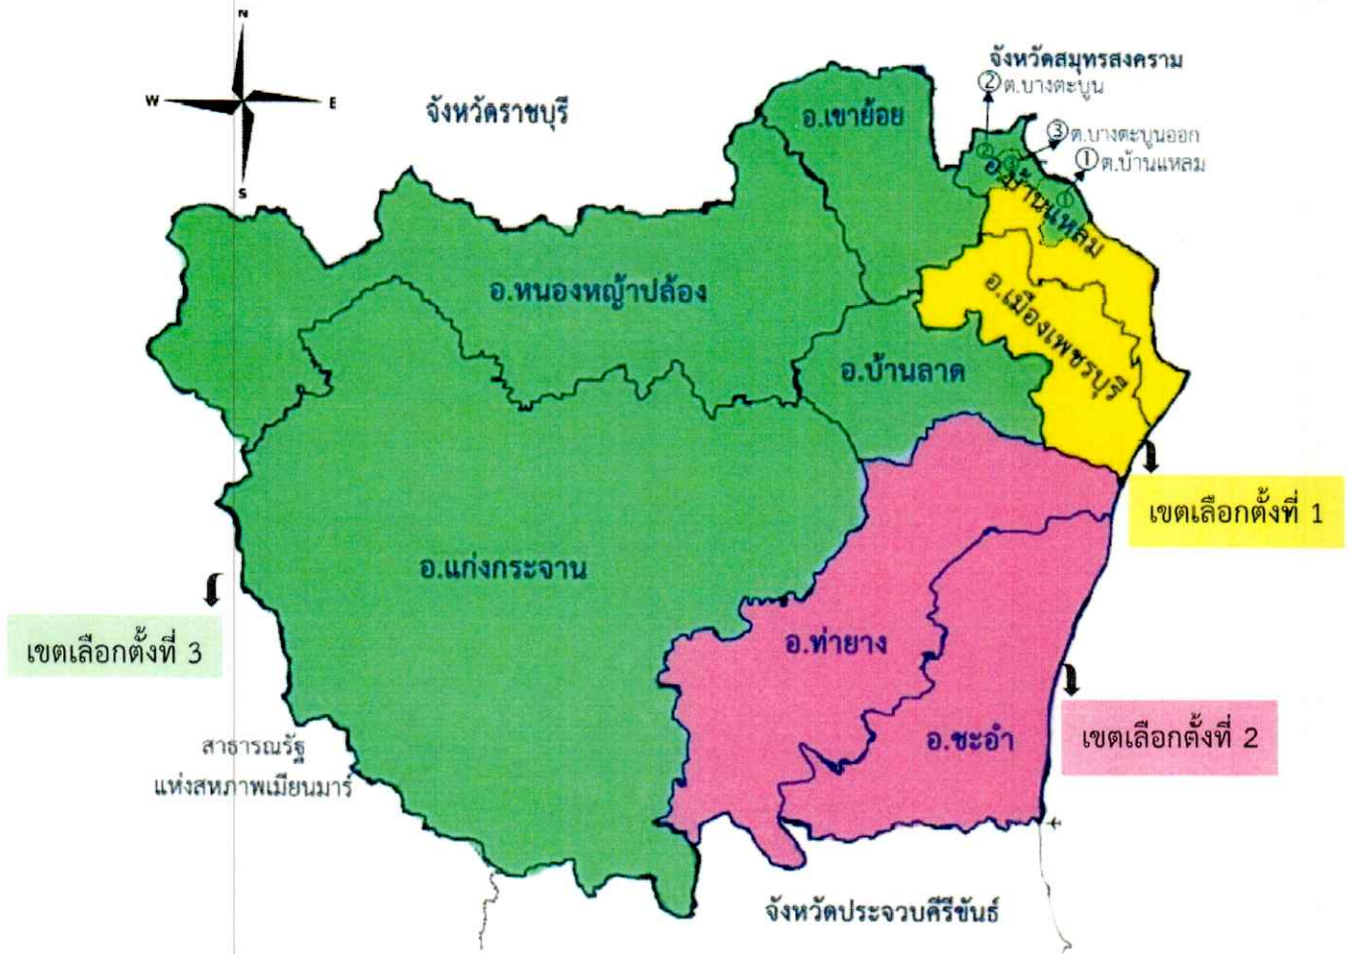 N
W
E
S
จังหวัดราชบุรี
จังหวัดสมุทรสงคราม
②ต.บางตะบูน
③ต.บางตะบูนออก
①ต.บ้านแหลม
อ.เขาย้อย
②
③
①
อ.บ้านแหลม
อ.หนองหญ้าปล้อง
อ.เมืองเพชรบุรี
อ.บ้านลาด
เขตเลือกตั้งที่ 1
อ.แก่งกระจาน
เขตเลือกตั้งที่ 3
อ.ท่ายาง
อ.ชะอำ
เขตเลือกตั้งที่ 2
สาธารณรัฐ
แห่งสหภาพเมียนมาร์
จังหวัดประจวบคีรีขันธ์